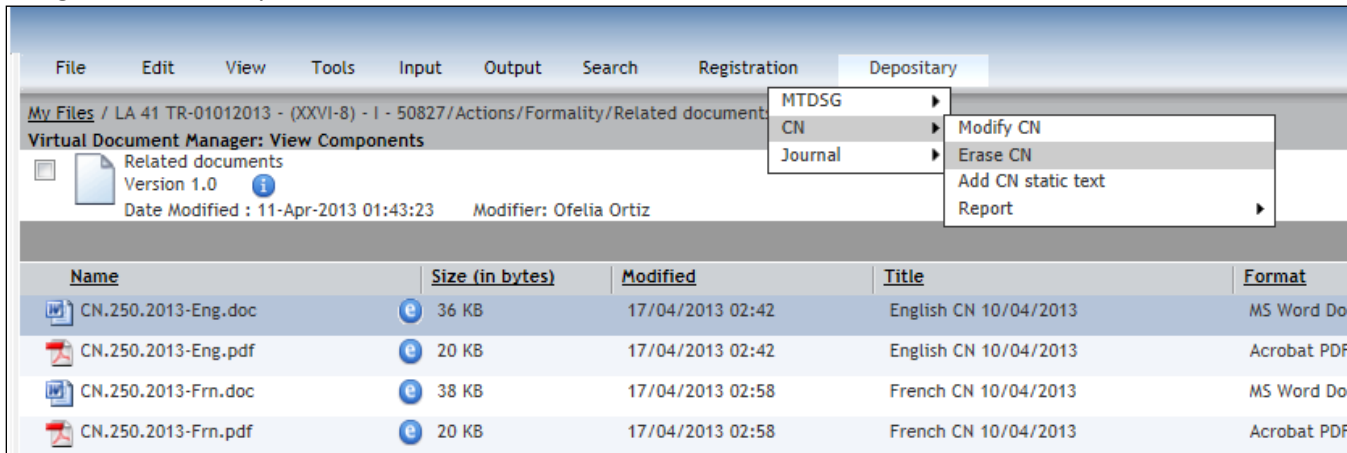 File Edit View Tools Input Output Search Registration Depositary
My Files / LA 41 TR-01012013 - (XXVI-8) - I - 50827/Actions/Formality/Related document
MTDSG
CN
Journal
Modify CN
Erase CN
Add CN static text
Report
Virtual Document Manager: View Components
Related documents
Version 1.0
Date Modified : 11-Apr-2013 01:43:23 Modifier: Ofelia Ortiz
Name Size (in bytes) Modified Title Format
CN.250.2013-Eng.doc 36 KB 17/04/2013 02:42 English CN 10/04/2013 MS Word Do
CN.250.2013-Eng.pdf 20 KB 17/04/2013 02:42 English CN 10/04/2013 Acrobat PDF
CN.250.2013-Frn.doc 38 KB 17/04/2013 02:58 French CN 10/04/2013 MS Word Do
CN.250.2013-Frn.pdf 20 KB 17/04/2013 02:58 French CN 10/04/2013 Acrobat PDF